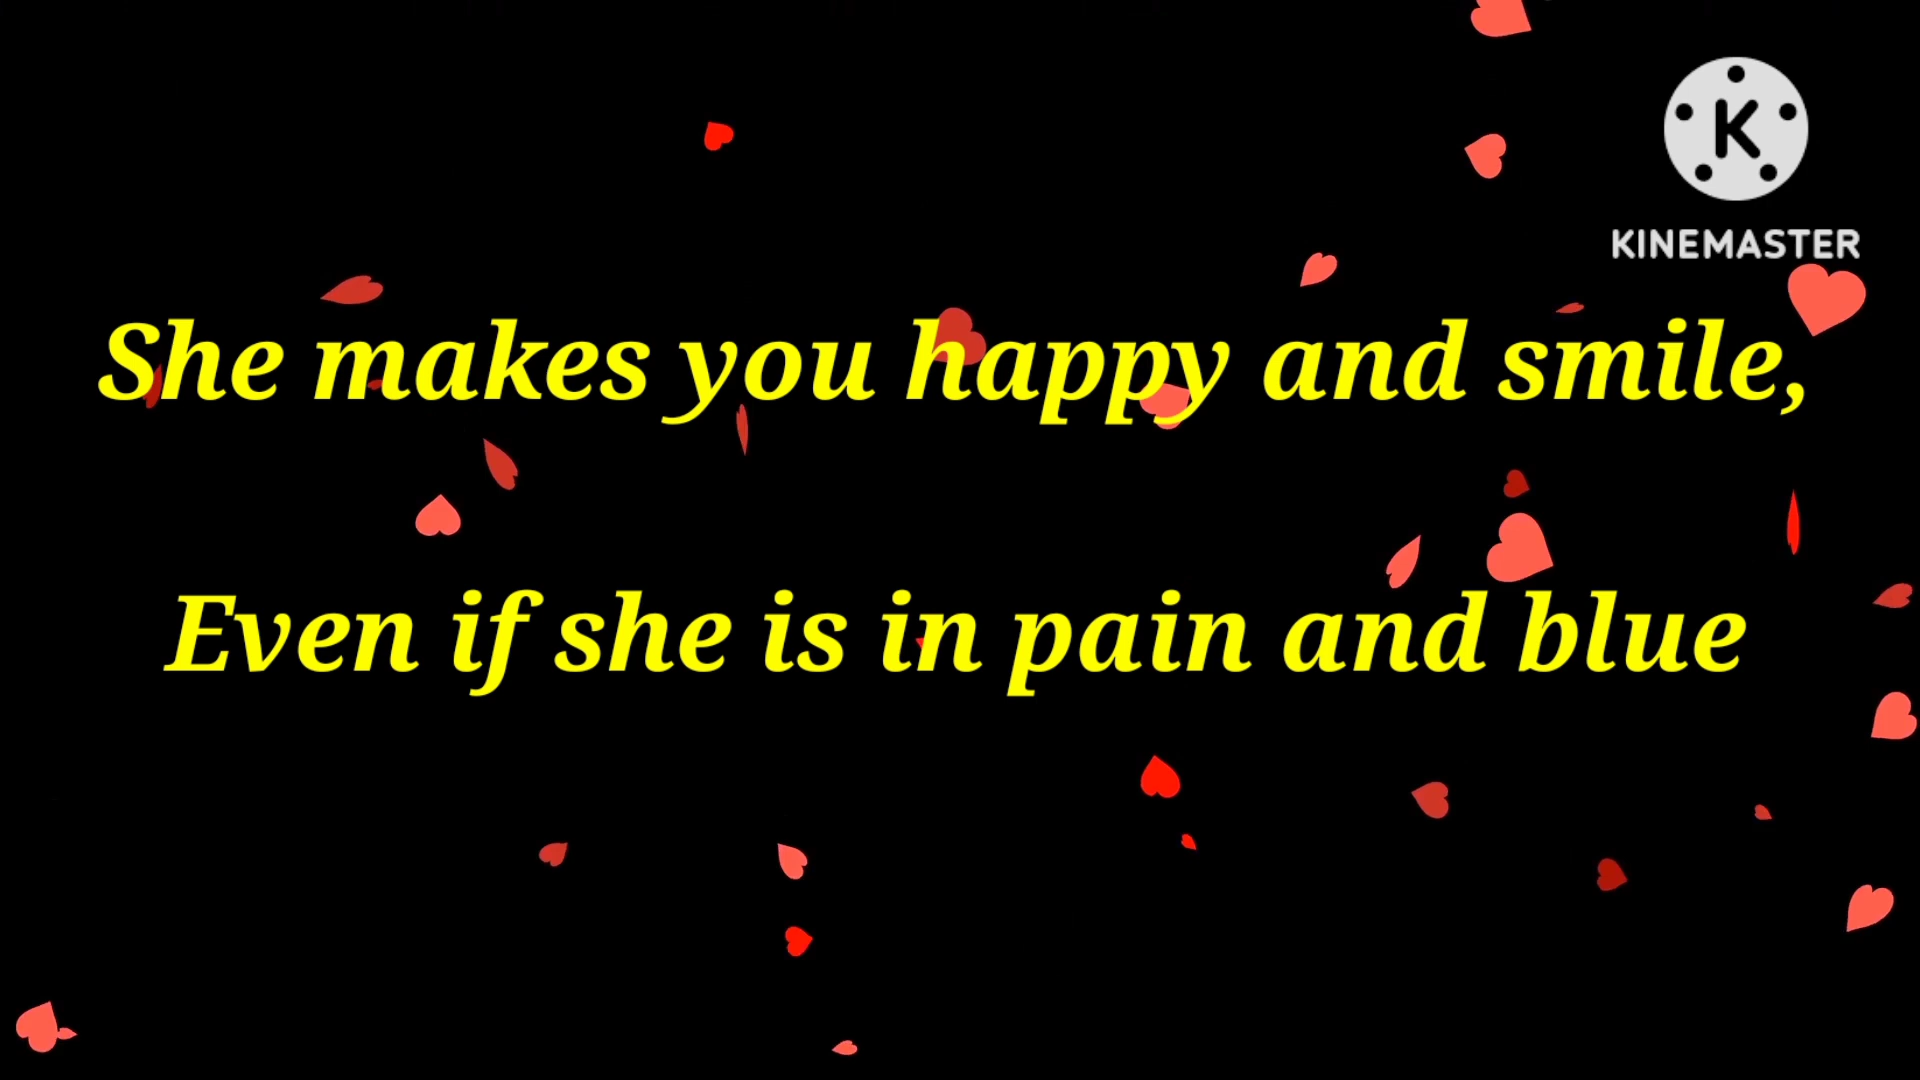 K
KINEMASTER
She makes you happy and smile,
Even if she is in pain and blue